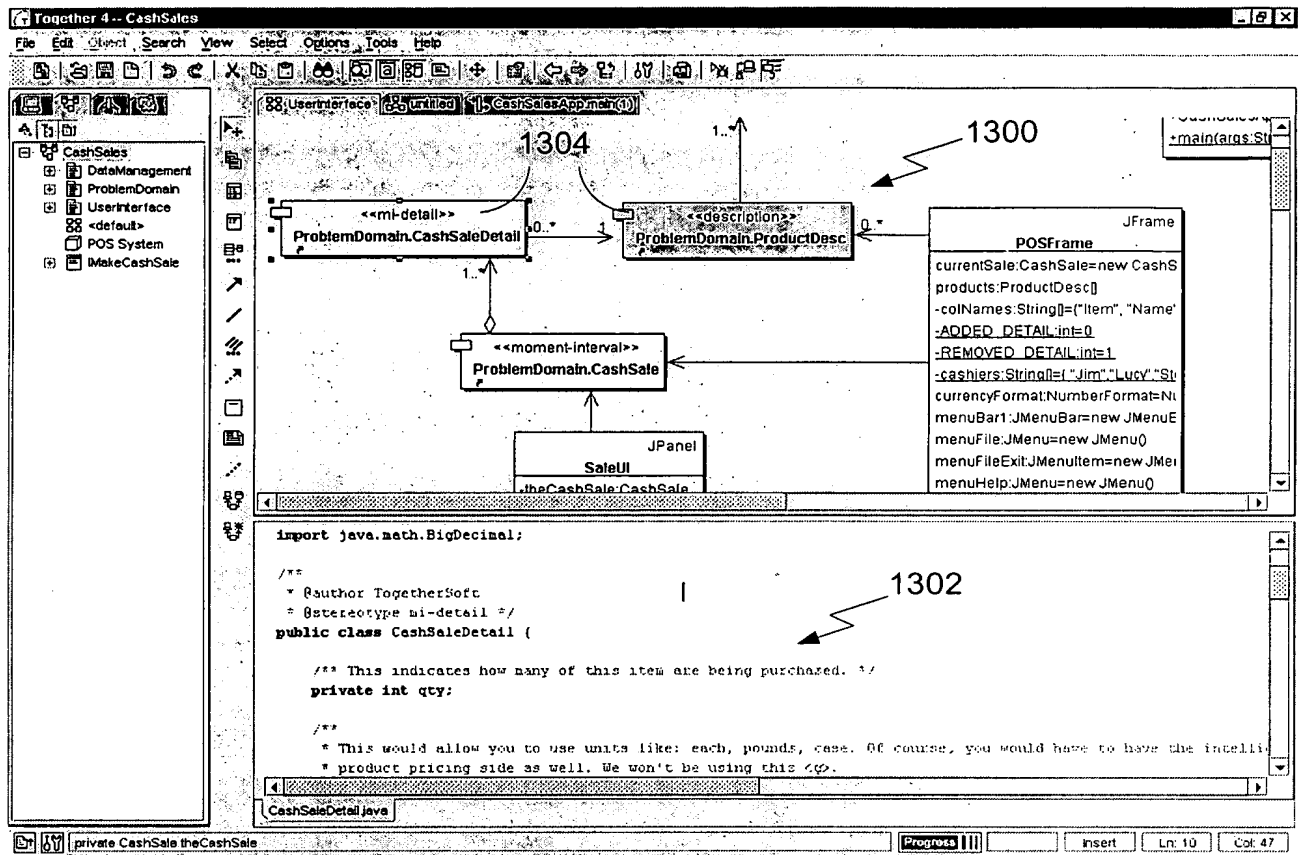 Together 4 -- CashSales
File Edit Object Search View Select Options Tools Help
UserInterface untitled CashSalesApp.main(1)
CashSales
DataManagement
ProblemDomain
UserInterface
<default>
POS System
IMakeCashSale
1304
1300
1..*
+main(args:Stri
<<mi-detail>>
ProblemDomain.CashSaleDetail
0..*
1
<<description>>
ProblemDomain.ProductDesc
0..*
1..*
<<moment-interval>>
ProblemDomain.CashSale
JPanel
SaleUI
-theCashSale:CashSale
JFrame
POSFrame
currentSale:CashSale=new CashS
products:ProductDesc[]
-colNames:String[]={"Item", "Name"
-ADDED_DETAIL:int=0
-REMOVED_DETAIL:int=1
-cashiers:String[]={ "Jim","Lucy","Ste
currencyFormat:NumberFormat=Nu
menuBar1:JMenuBar=new JMenuB
menuFile:JMenu=new JMenu()
menuFileExit:JMenuItem=new JMe
menuHelp:JMenu=new JMenu()
import java.math.BigDecimal;
/**
* @author TogetherSoft
* @stereotype mi-detail */
public class CashSaleDetail {
1302
/** This indicates how many of this item are being purchased. */
private int qty;
/**
* This would allow you to use units like: each, pounds, case. Of course, you would have to have the intelli
* product pricing side as well. We won't be using this <g>.
CashSaleDetail.java
private CashSale theCashSale
Progress
Insert
Ln: 10
Col: 47